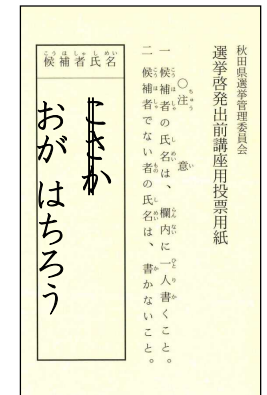 秋田県選挙管理委員会
選挙啓発出前講座用投票用紙
○注意
一 候補者の氏名は、欄内に一人書くこと。
二 候補者でない者の氏名は、書かないこと。
候補者氏名
こさか
おが はちろう